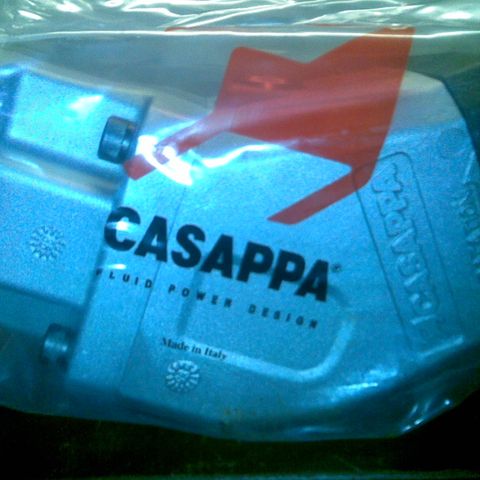 CASAPPA®
FLUID POWER DESIGN
Made in Italy
CASAPPA